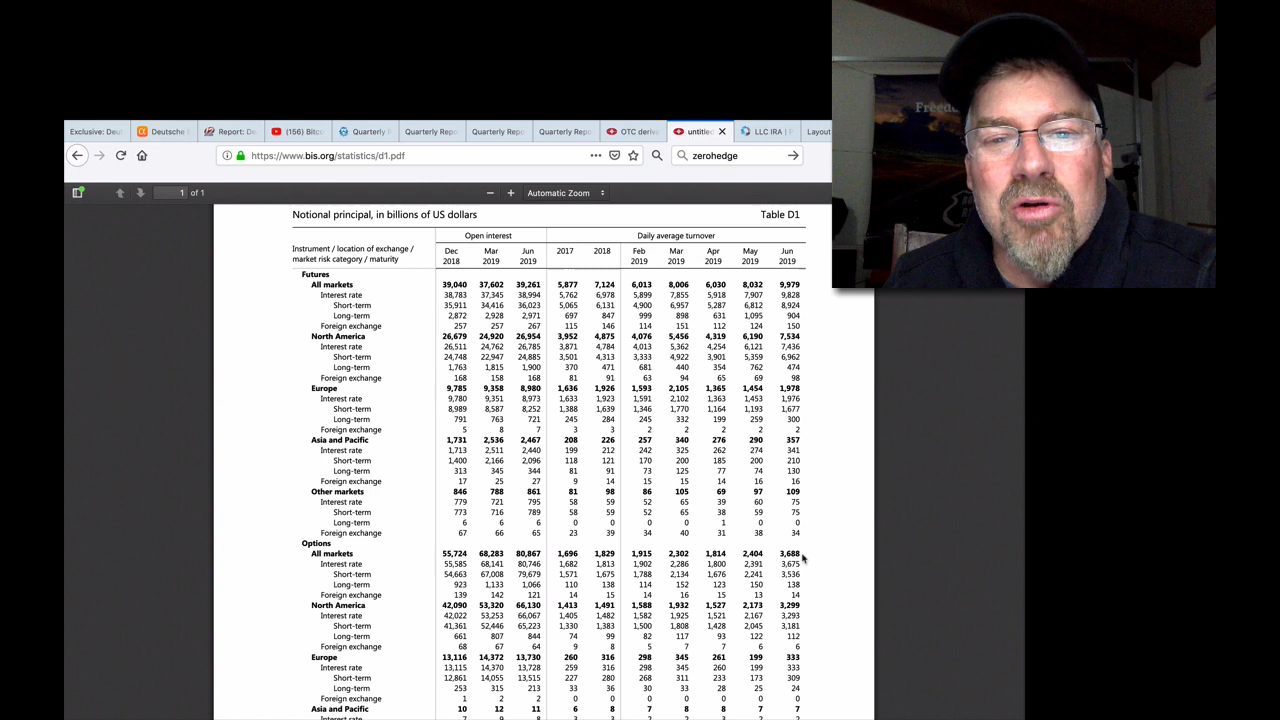 Exclusive: Deut
Deutsche
Report: De
(156) Bitc
Quarterly
Quarterly Repo
Quarterly Repo
Quarterly Repo
OTC deriva
untitled
LLC IRA | P
Layout
https://www.bis.org/statistics/d1.pdf
zerohedge
1 of 1
Automatic Zoom
Freed
Notional principal, in billions of US dollars Table D1
Open interest Daily average turnover
Instrument / location of exchange / market risk category / maturity
Dec 2018 Mar 2019 Jun 2019 2017 2018 Feb 2019 Mar 2019 Apr 2019 May 2019 Jun 2019
Futures
All markets 39,040 37,602 39,261 5,877 7,124 6,013 8,006 6,030 8,032 9,979
Interest rate 38,783 37,345 38,994 5,762 6,978 5,899 7,855 5,918 7,907 9,828
Short-term 35,911 34,416 36,023 5,065 6,131 4,900 6,957 5,287 6,812 8,924
Long-term 2,872 2,928 2,971 697 847 999 898 631 1,095 904
Foreign exchange 257 257 267 115 146 114 151 112 124 150
North America 26,679 24,920 26,954 3,952 4,875 4,076 5,456 4,319 6,190 7,534
Interest rate 26,511 24,762 26,785 3,871 4,784 4,013 5,362 4,254 6,121 7,436
Short-term 24,748 22,947 24,885 3,501 4,313 3,333 4,922 3,901 5,359 6,962
Long-term 1,763 1,815 1,900 370 471 681 440 354 762 474
Foreign exchange 168 158 168 81 91 63 94 65 69 98
Europe 9,785 9,358 8,980 1,636 1,926 1,593 2,105 1,365 1,454 1,978
Interest rate 9,780 9,351 8,973 1,633 1,923 1,591 2,102 1,363 1,453 1,976
Short-term 8,989 8,587 8,252 1,388 1,639 1,346 1,770 1,164 1,193 1,677
Long-term 791 763 721 245 284 245 332 199 259 300
Foreign exchange 5 8 7 3 3 2 2 2 2 2
Asia and Pacific 1,731 2,536 2,467 208 226 257 340 276 290 357
Interest rate 1,713 2,511 2,440 199 212 242 325 262 274 341
Short-term 1,400 2,166 2,096 118 121 170 200 185 200 210
Long-term 313 345 344 81 91 73 125 77 74 130
Foreign exchange 17 25 27 9 14 15 15 14 16 16
Other markets 846 788 861 81 98 86 105 69 97 109
Interest rate 779 721 795 58 59 52 65 39 60 75
Short-term 773 716 789 58 59 52 65 38 59 75
Long-term 6 6 6 0 0 0 0 1 0 0
Foreign exchange 67 66 65 23 39 34 40 31 38 34
Options
All markets 55,724 68,283 80,867 1,696 1,829 1,915 2,302 1,814 2,404 3,688
Interest rate 55,585 68,141 80,746 1,682 1,813 1,902 2,286 1,800 2,391 3,675
Short-term 54,663 67,008 79,679 1,571 1,675 1,788 2,134 1,676 2,241 3,536
Long-term 923 1,133 1,066 110 138 114 152 123 150 138
Foreign exchange 139 142 121 14 15 14 16 15 13 14
North America 42,090 53,320 66,130 1,413 1,491 1,588 1,932 1,527 2,173 3,299
Interest rate 42,022 53,253 66,067 1,405 1,482 1,582 1,925 1,521 2,167 3,293
Short-term 41,361 52,446 65,223 1,330 1,383 1,500 1,808 1,428 2,045 3,181
Long-term 661 807 844 74 99 82 117 93 122 112
Foreign exchange 68 67 64 9 8 5 7 7 6 6
Europe 13,116 14,372 13,730 260 316 298 345 261 199 333
Interest rate 13,115 14,370 13,728 259 316 298 345 260 199 333
Short-term 12,861 14,055 13,515 227 280 268 311 233 173 309
Long-term 253 315 213 33 36 30 33 28 25 24
Foreign exchange 1 2 2 0 0 0 0 0 0 0
Asia and Pacific 10 12 11 6 8 7 8 8 7 7